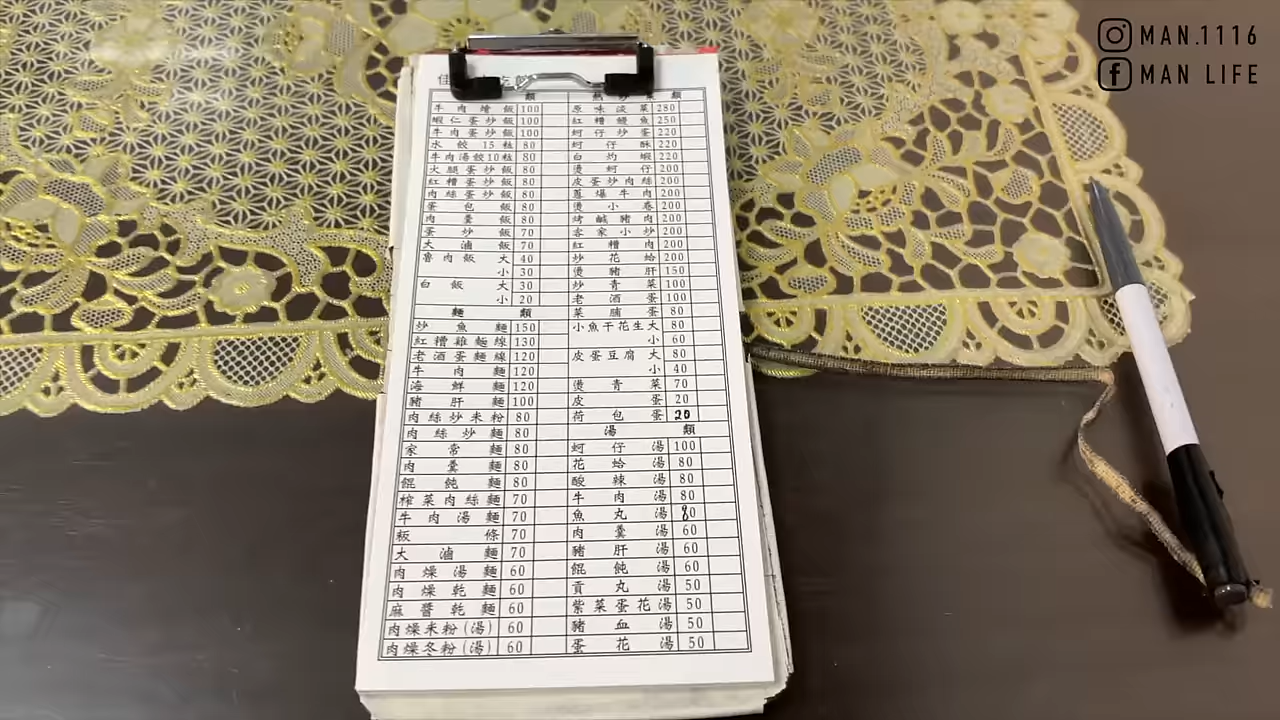 MAN.1116
MAN LIFE
類
牛肉燴飯 100
蝦仁蛋炒飯 100
牛肉蛋炒飯 100
水餃15粒 80
牛肉湯餃10粒 80
火腿蛋炒飯 80
紅糟蛋炒飯 80
肉絲蛋炒飯 80
蛋包飯 80
肉羹飯 80
蛋炒飯 70
大滷飯 70
魯肉飯 大 40
小 30
白飯 大 30
小 20
麵類
炒魚麵 150
紅糟雞麵線 130
老酒蛋麵線 120
牛肉麵 120
海鮮麵 120
豬肝麵 100
肉絲炒米粉 80
肉絲炒麵 80
家常麵 80
肉羹麵 80
餛飩麵 80
榨菜肉絲麵 70
牛肉湯麵 70
粄條 70
大滷麵 70
肉燥湯麵 60
肉燥乾麵 60
麻醬乾麵 60
肉燥米粉(湯) 60
肉燥冬粉(湯) 60
類
原味淡菜 280
紅糟鰻魚 250
蚵仔炒蛋 220
蚵仔酥 220
白灼蝦 220
燙蚵仔 200
皮蛋炒肉絲 200
蔥爆牛肉 200
燙小卷 200
烤鹹豬肉 200
客家小炒 200
紅糟肉 200
炒花蛤 200
燙豬肝 150
炒青菜 100
老酒蛋 100
菜脯蛋 80
小魚干花生大 80
小 60
皮蛋豆腐 大 80
小 40
燙青菜 70
皮蛋 20
荷包蛋 20
湯類
蚵仔湯 100
花蛤湯 80
酸辣湯 80
牛肉湯 80
魚丸湯 80
肉羹湯 60
豬肝湯 60
餛飩湯 60
貢丸湯 50
紫菜蛋花湯 50
豬血湯 50
蛋花湯 50